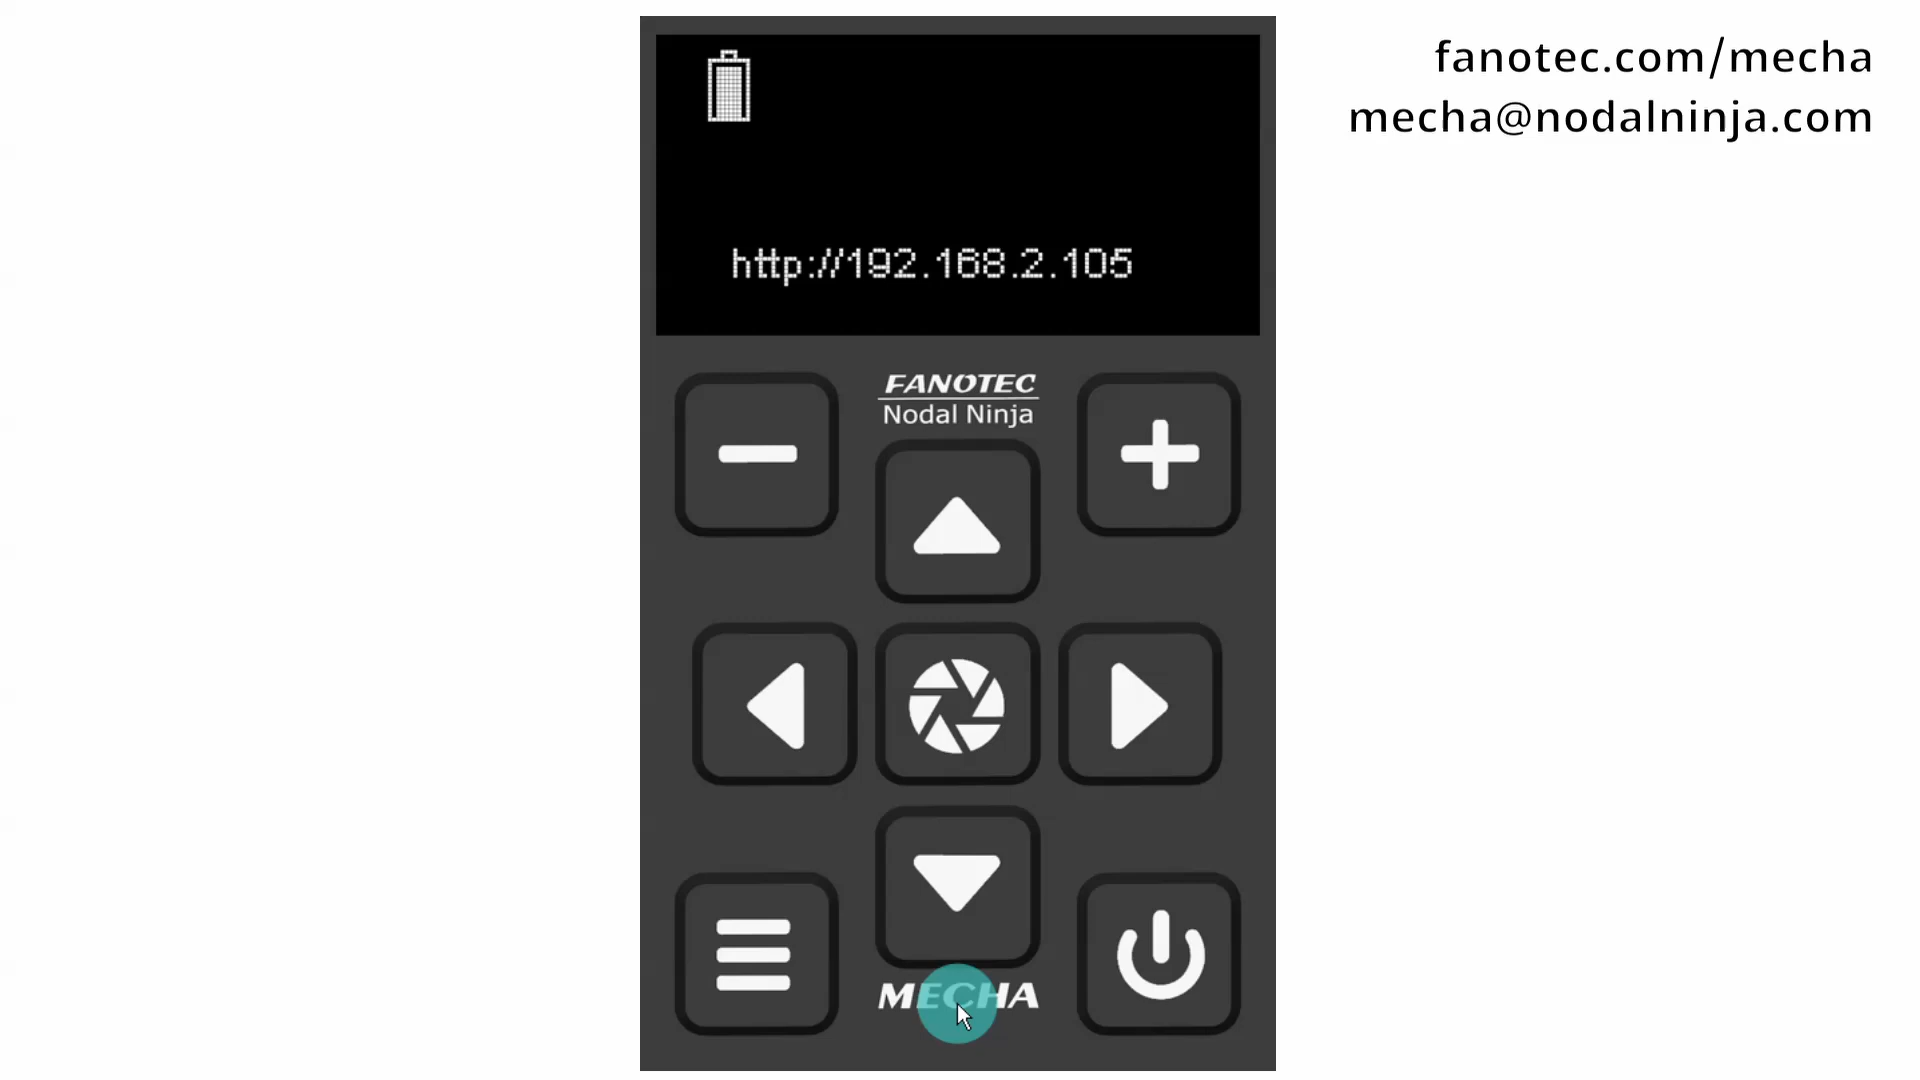 fanotec.com/mecha
mecha@nodalninja.com
http://192.168.2.105
FANOTEC
Nodal Ninja
MECHA